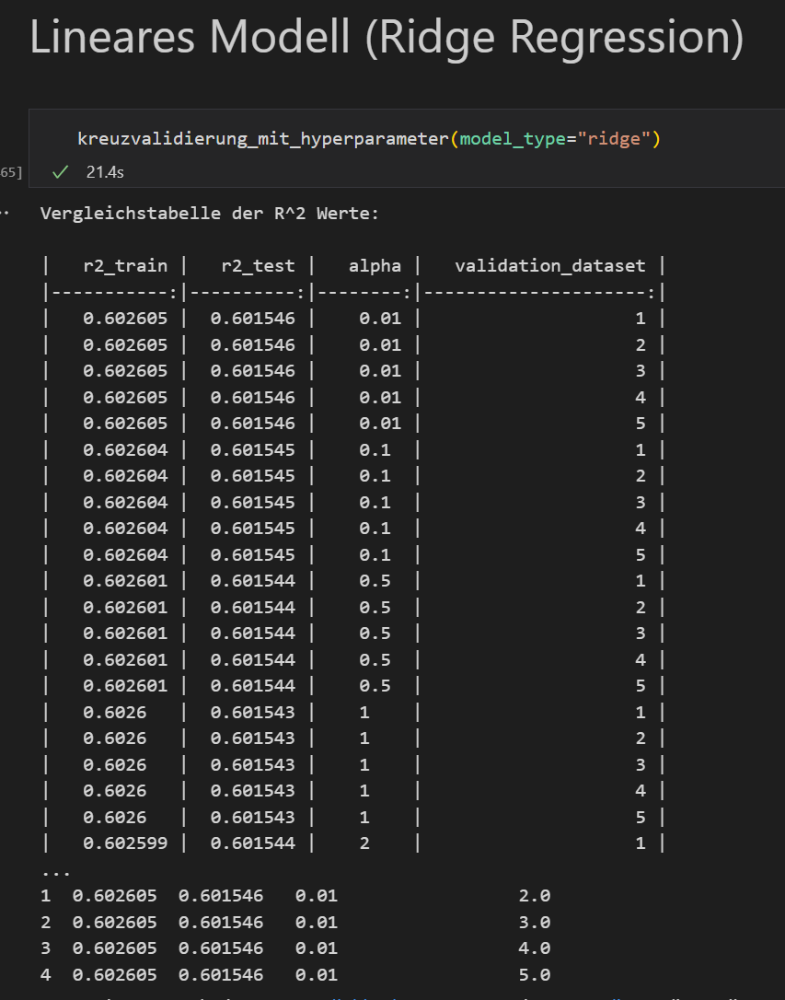 Lineares Modell (Ridge Regression)
kreuzvalidierung_mit_hyperparameter(model_type="ridge")
65]
21.4s
Vergleichstabelle der R^2 Werte:
|   r2_train |   r2_test |   alpha |   validation_dataset |
|-----------:|----------:|--------:|---------------------:|
|   0.602605 |  0.601546 |    0.01 |                    1 |
|   0.602605 |  0.601546 |    0.01 |                    2 |
|   0.602605 |  0.601546 |    0.01 |                    3 |
|   0.602605 |  0.601546 |    0.01 |                    4 |
|   0.602605 |  0.601546 |    0.01 |                    5 |
|   0.602604 |  0.601545 |    0.1  |                    1 |
|   0.602604 |  0.601545 |    0.1  |                    2 |
|   0.602604 |  0.601545 |    0.1  |                    3 |
|   0.602604 |  0.601545 |    0.1  |                    4 |
|   0.602604 |  0.601545 |    0.1  |                    5 |
|   0.602601 |  0.601544 |    0.5  |                    1 |
|   0.602601 |  0.601544 |    0.5  |                    2 |
|   0.602601 |  0.601544 |    0.5  |                    3 |
|   0.602601 |  0.601544 |    0.5  |                    4 |
|   0.602601 |  0.601544 |    0.5  |                    5 |
|   0.6026   |  0.601543 |    1    |                    1 |
|   0.6026   |  0.601543 |    1    |                    2 |
|   0.6026   |  0.601543 |    1    |                    3 |
|   0.6026   |  0.601543 |    1    |                    4 |
|   0.6026   |  0.601543 |    1    |                    5 |
|   0.602599 |  0.601544 |    2    |                    1 |
...
1  0.602605  0.601546   0.01                 2.0
2  0.602605  0.601546   0.01                 3.0
3  0.602605  0.601546   0.01                 4.0
4  0.602605  0.601546   0.01                 5.0